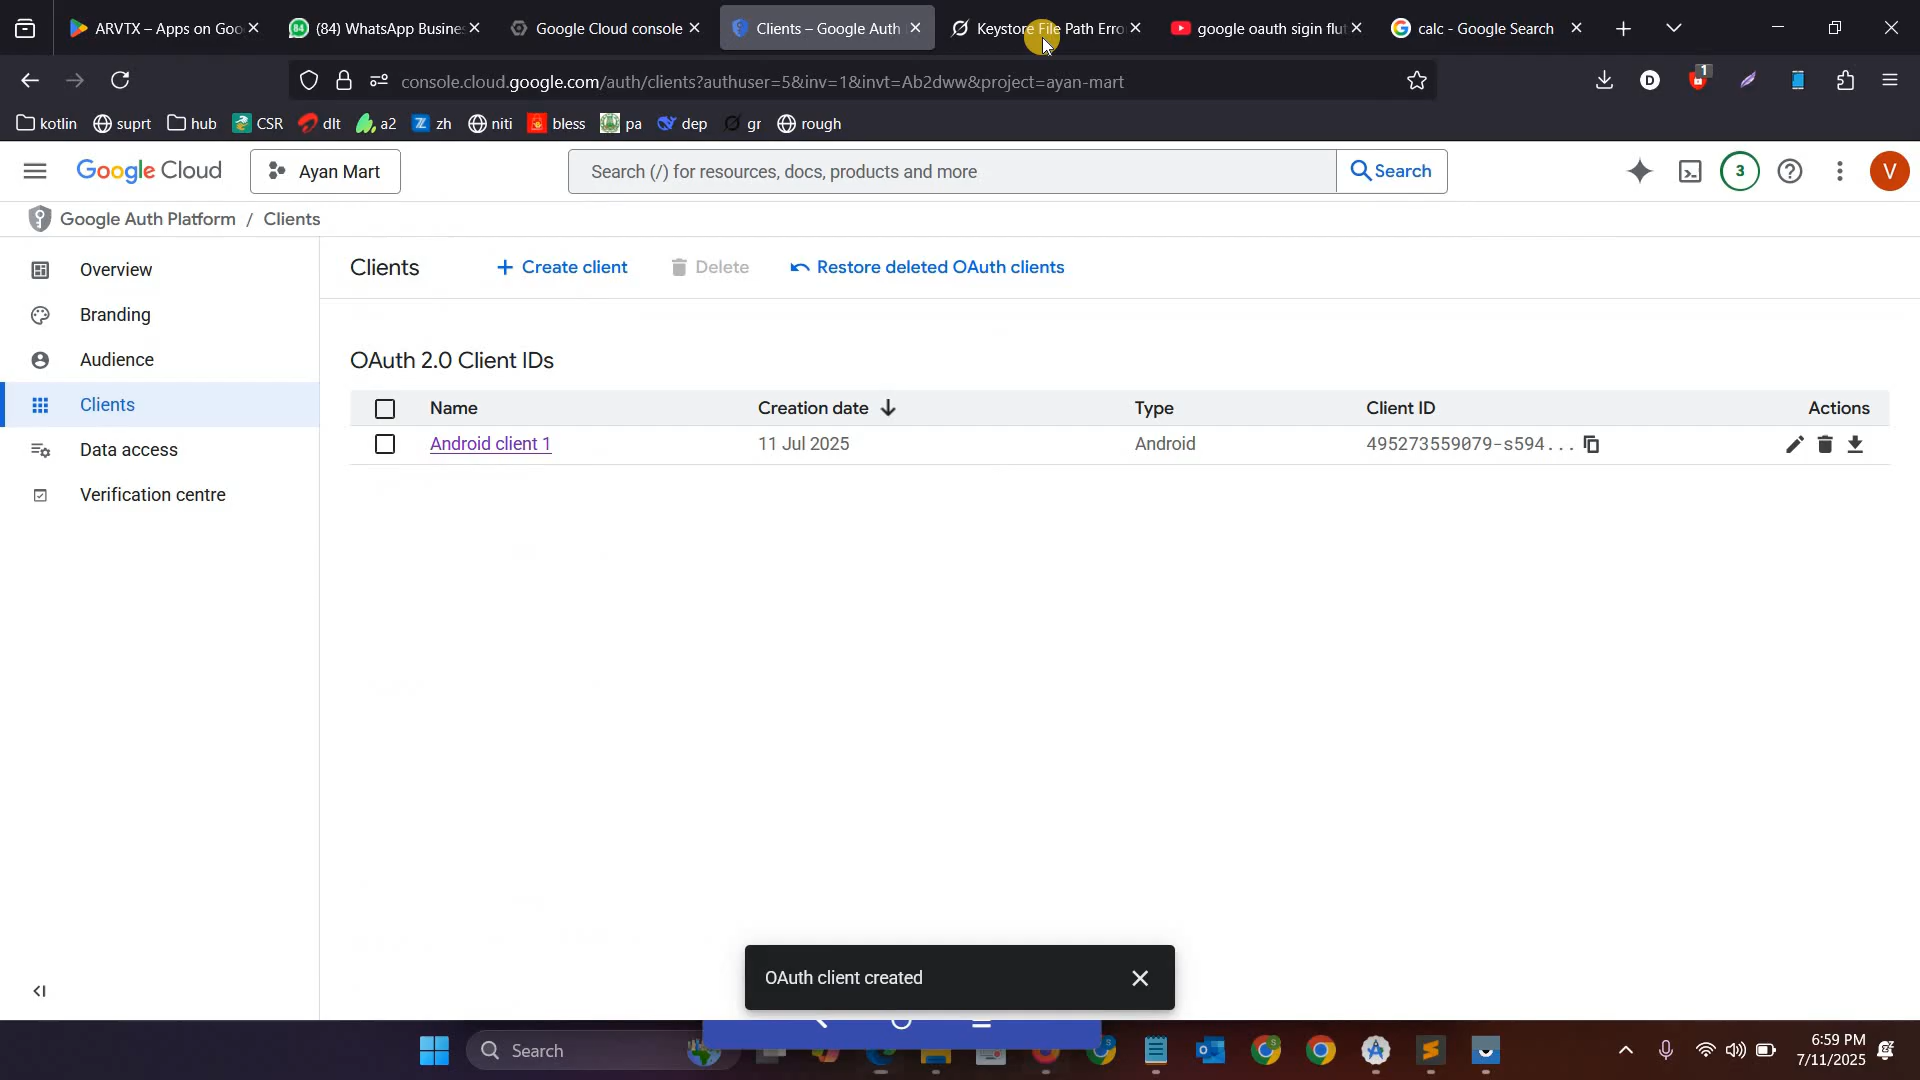 ARVTX – Apps on Goo
(84) WhatsApp Busines
Google Cloud console
Clients – Google Auth
Keystore File Path Erro
google oauth sigin flut
calc - Google Search
console.cloud.google.com/auth/clients?authuser=5&inv=1&invt=Ab2dww&project=ayan-mart
D
1
kotlin
suprt
hub
CSR
dlt
a2
zh
niti
bless
pa
dep
gr
rough
Google Cloud
Ayan Mart
Search (/) for resources, docs, products and more
Search
3
V
Google Auth Platform / Clients
Overview
Branding
Audience
Clients
Data access
Verification centre
Clients
Create client
Delete
Restore deleted OAuth clients
OAuth 2.0 Client IDs
Name
Creation date
Type
Client ID
Actions
Android client 1
11 Jul 2025
Android
495273559079-s594...
OAuth client created
Search
6:59 PM
7/11/2025